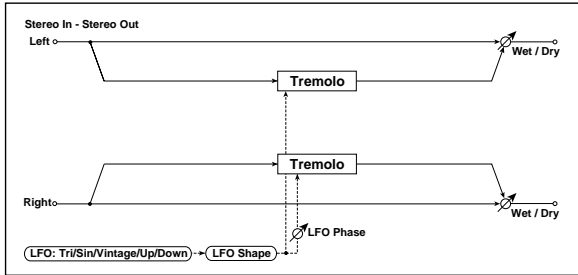 Stereo In - Stereo Out
Left
Wet / Dry
Tremolo
Tremolo
Right
Wet / Dry
LFO Phase
LFO: Tri/Sin/Vintage/Up/Down
LFO Shape